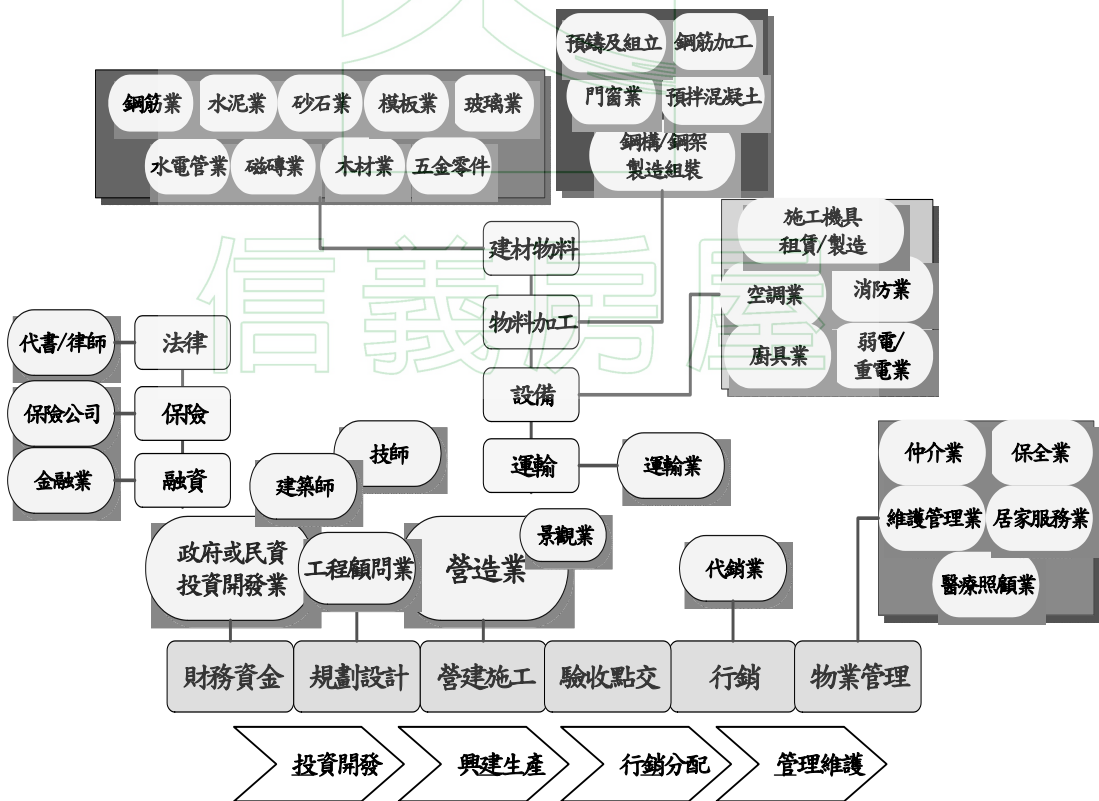 預鑄及組立
鋼筋加工
門窗業
預拌混凝土
鋼構/鋼架
製造組裝
鋼筋業
水泥業
砂石業
模板業
玻璃業
水電管業
磁磚業
木材業
五金零件
施工機具
租賃/製造
空調業
消防業
廚具業
弱電/
重電業
建材物料
物料加工
設備
運輸
運輸業
信義房屋
代書/律師
法律
保險公司
保險
金融業
融資
技師
建築師
仲介業
保全業
維護管理業
居家服務業
醫療照顧業
政府或民資
投資開發業
工程顧問業
營造業
景觀業
代銷業
財務資金
規劃設計
營建施工
驗收點交
行銷
物業管理
投資開發
興建生產
行銷分配
管理維護